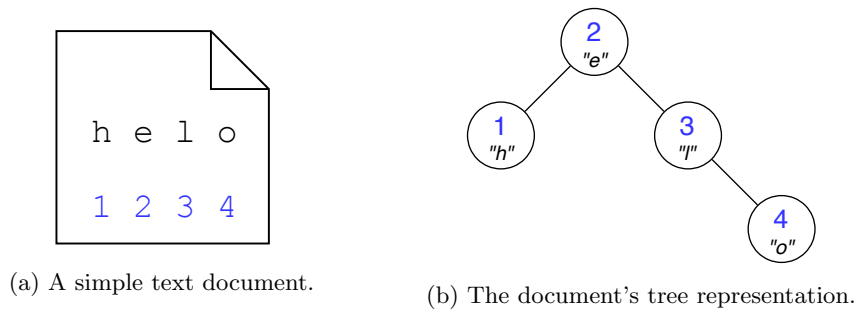 h e l o
1 2 3 4
(a) A simple text document.
2
"e"
1
"h"
3
"l"
4
"o"
(b) The document's tree representation.